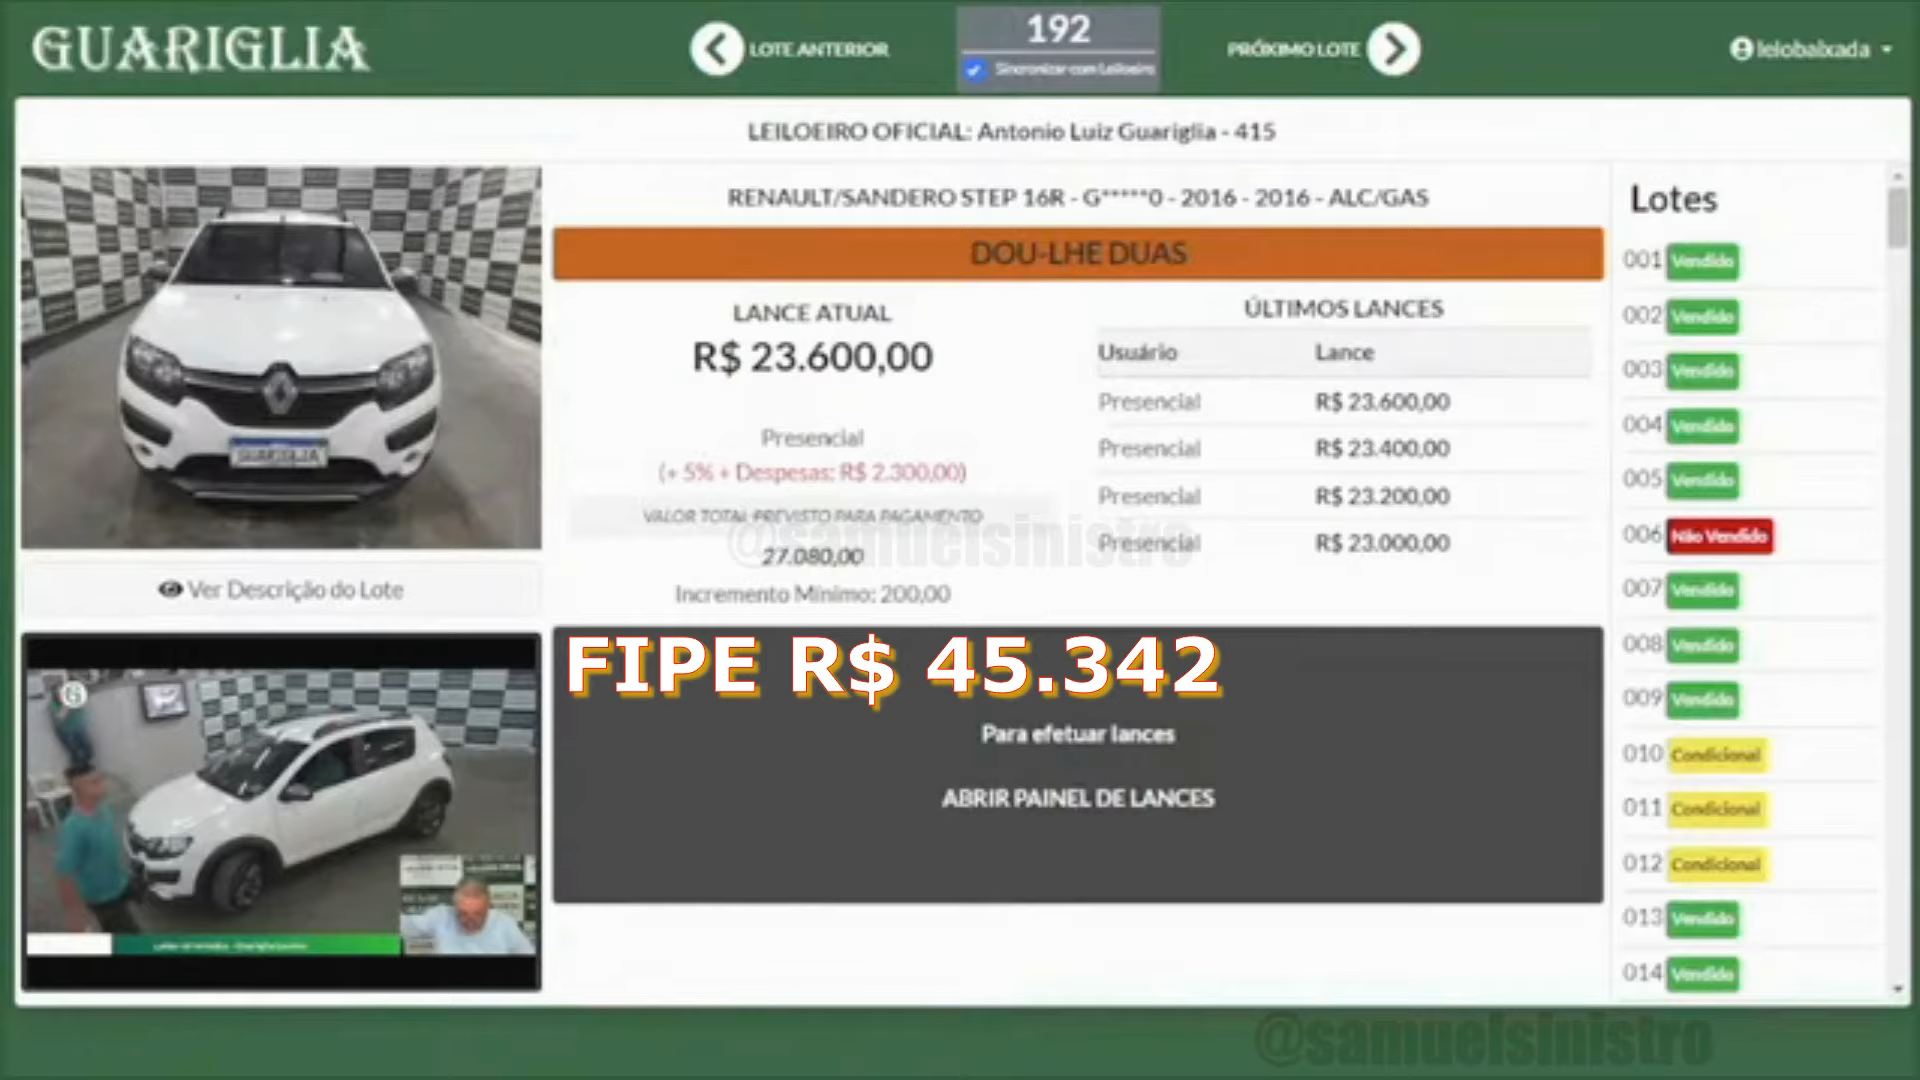 GUARIGLIA
LOTE ANTERIOR
192
Sincronizar com Leiloeiro
PRÓXIMO LOTE
leiobaixada
LEILOEIRO OFICIAL: Antonio Luiz Guariglia - 415
RENAULT/SANDERO STEP 16R - G*****0 - 2016 - 2016 - ALC/GAS
DOU-LHE DUAS
LANCE ATUAL
R$ 23.600,00
Presencial
(+ 5% + Despesas: R$ 2.300,00)
VALOR TOTAL PREVISTO PARA PAGAMENTO
27.080,00
Incremento Mínimo: 200,00
ÚLTIMOS LANCES
Usuário Lance
Presencial R$ 23.600,00
Presencial R$ 23.400,00
Presencial R$ 23.200,00
Presencial R$ 23.000,00
@samuelsinistro
GUARIGLIA
Ver Descrição do Lote
FIPE R$ 45.342
Para efetuar lances
ABRIR PAINEL DE LANCES
Lotes
001 Vendido
002 Vendido
003 Vendido
004 Vendido
005 Vendido
006 Não Vendido
007 Vendido
008 Vendido
009 Vendido
010 Condicional
011 Condicional
012 Condicional
013 Vendido
014 Vendido
@samuelsinistro